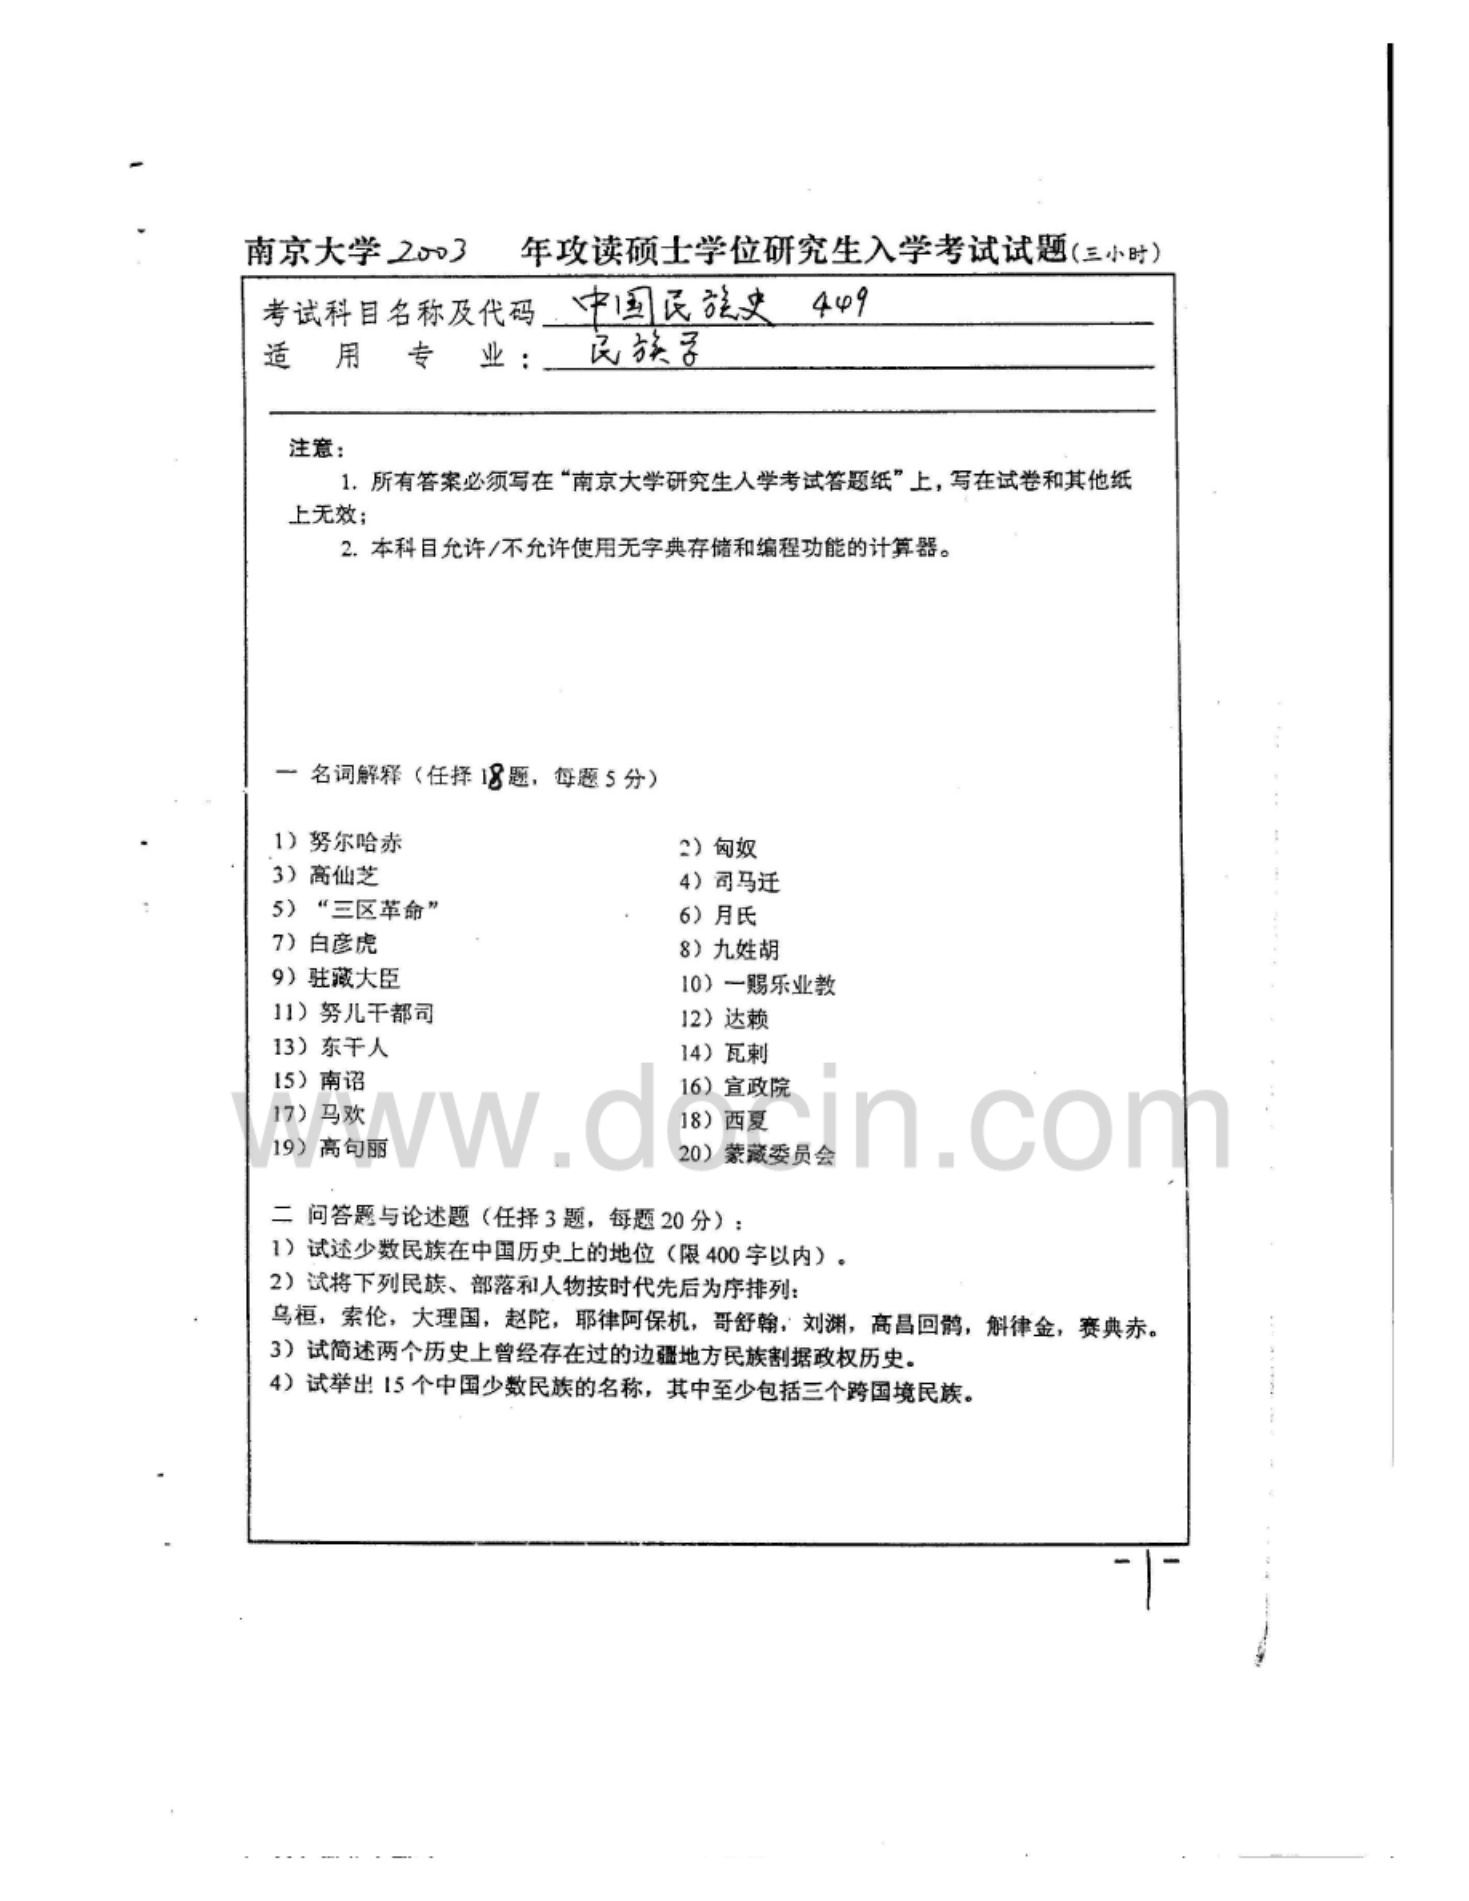 南京大学 2003 年攻读硕士学位研究生入学考试试题(三小时)
考试科目名称及代码 中国民族史 449
适用专业: 民族学
注意:
1. 所有答案必须写在“南京大学研究生入学考试答题纸”上,写在试卷和其他纸
上无效;
2. 本科目允许/不允许使用无字典存储和编程功能的计算器。
一 名词解释(任择18题,每题5分)
1)努尔哈赤 2)匈奴
3)高仙芝 4)司马迁
5)“三区革命” 6)月氏
7)白彦虎 8)九姓胡
9)驻藏大臣 10)一赐乐业教
11)努儿干都司 12)达赖
13)东干人 14)瓦剌
15)南诏 16)宣政院
17)马欢 18)西夏
19)高句丽 20)蒙藏委员会
www.docin.com
二 问答题与论述题(任择3题,每题20分):
1)试述少数民族在中国历史上的地位(限400字以内)。
2)试将下列民族、部落和人物按时代先后为序排列:
乌桓,索伦,大理国,赵陀,耶律阿保机,哥舒翰,刘渊,高昌回鹘,斛律金,赛典赤。
3)试简述两个历史上曾经存在过的边疆地方民族割据政权历史。
4)试举出15个中国少数民族的名称,其中至少包括三个跨国境民族。
-1-